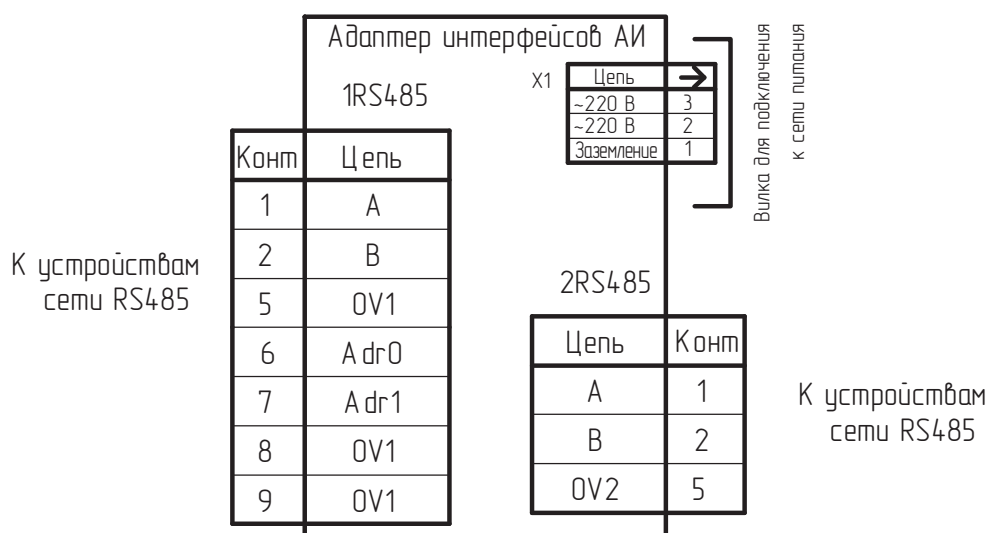 Адаптер интерфейсов АИ
1RS485
Конт Цепь
1 A
2 B
5 0V1
6 Adr0
7 Adr1
8 0V1
9 0V1
К устройствам
сети RS485
X1
Цепь →
~220 В 3
~220 В 2
Заземление 1
Вилка для подключения
к сети питания
2RS485
Цепь Конт
A 1
B 2
0V2 5
К устройствам
сети RS485